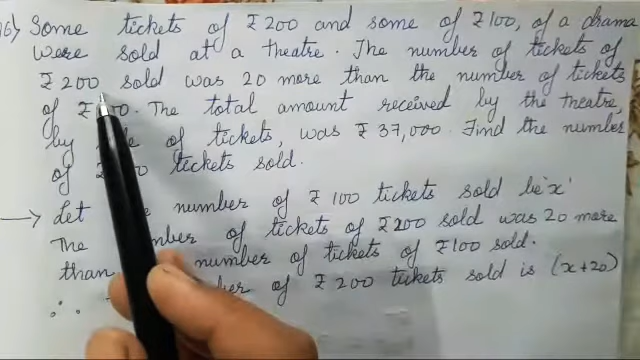 6) Some tickets of ₹200 and some of ₹100, of a drama
were sold at a theatre. The number of tickets of
₹200 sold was 20 more than the number of tickets
of The total amount received by the theatre,
by of tickets, was ₹37,000. Find the number
of tickets sold.
→ Let number of ₹100 tickets sold be 'x'
The number of tickets of ₹200 sold was 20 more
than number of tickets of ₹100 sold.
∴ of ₹200 tickets sold is (x+20)